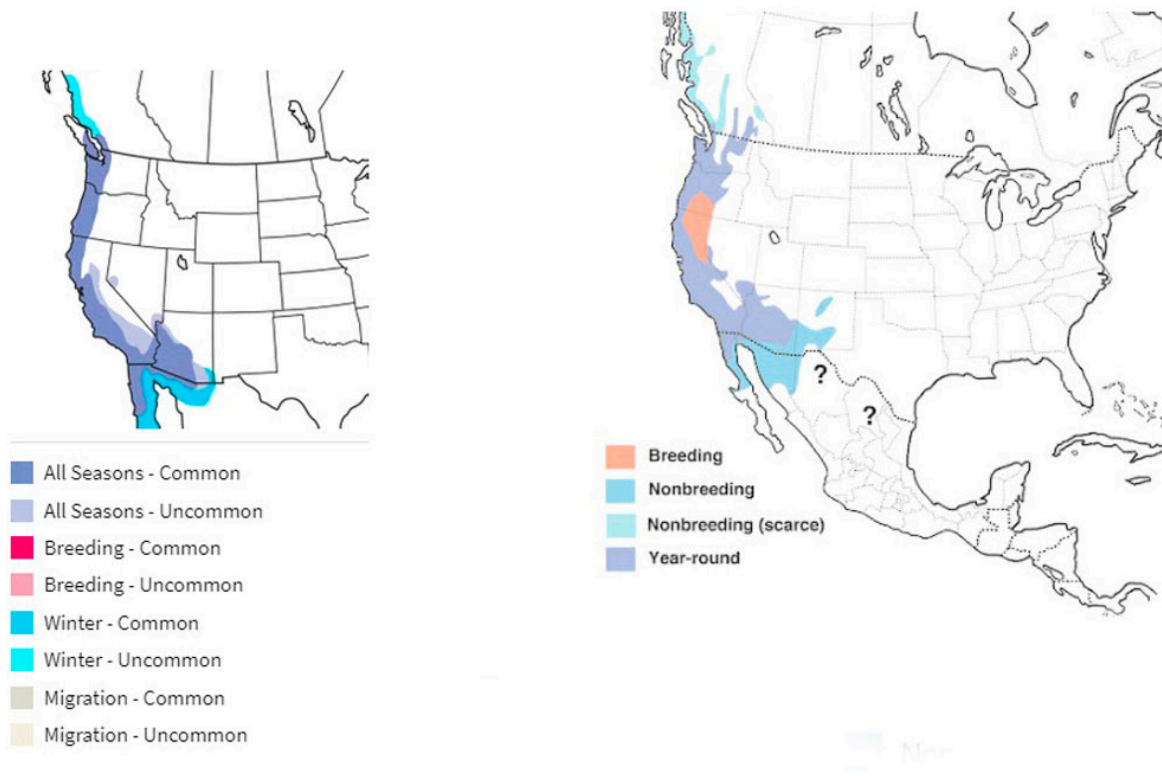 All Seasons - Common
All Seasons - Uncommon
Breeding - Common
Breeding - Uncommon
Winter - Common
Winter - Uncommon
Migration - Common
Migration - Uncommon
?
?
Breeding
Nonbreeding
Nonbreeding (scarce)
Year-round